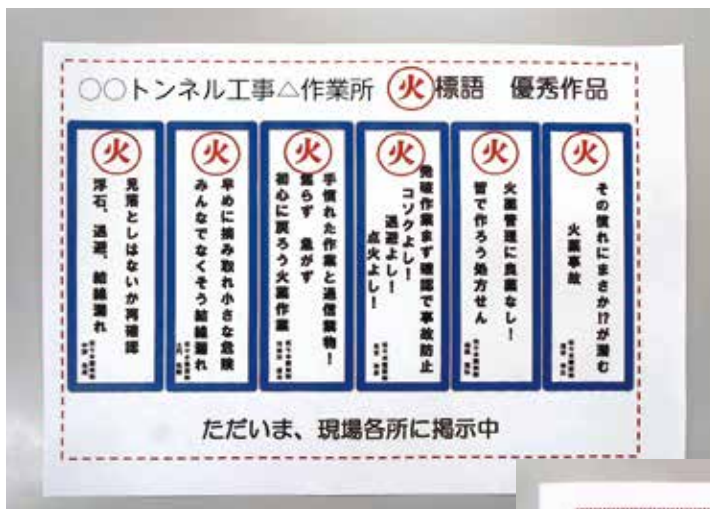 ○○トンネル工事△作業所 火標語 優秀作品
火
その慣れにまさか!?が潜む
火薬事故
火
火薬管理に良薬なし!
皆で作ろう処方せん
火
発破作業まず確認で事故防止
コソクよし!
退避よし!
点火よし!
火
手慣れた作業と過信禁物!
焦らず 急がず
初心に戻ろう火薬作業
火
早めに摘み取れ小さな危険
みんなでなくそう結線漏れ
火
見落としはないか再確認
浮石、退避、結線漏れ
ただいま、現場各所に掲示中